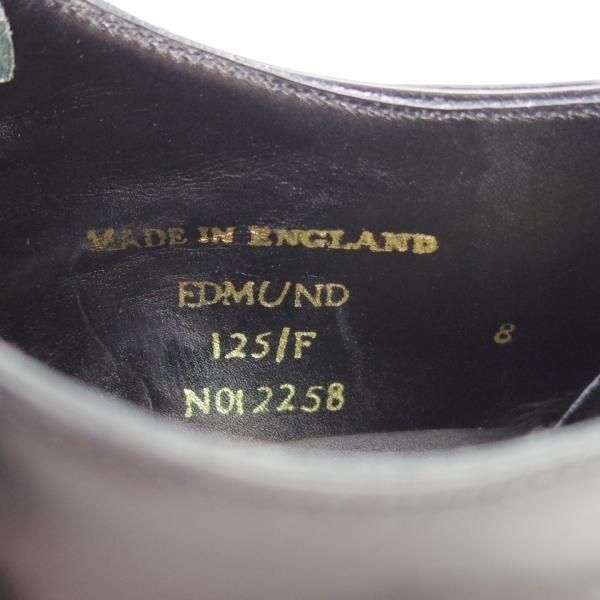 MADE IN ENGLAND
EDMUND
125/F
8
N012258